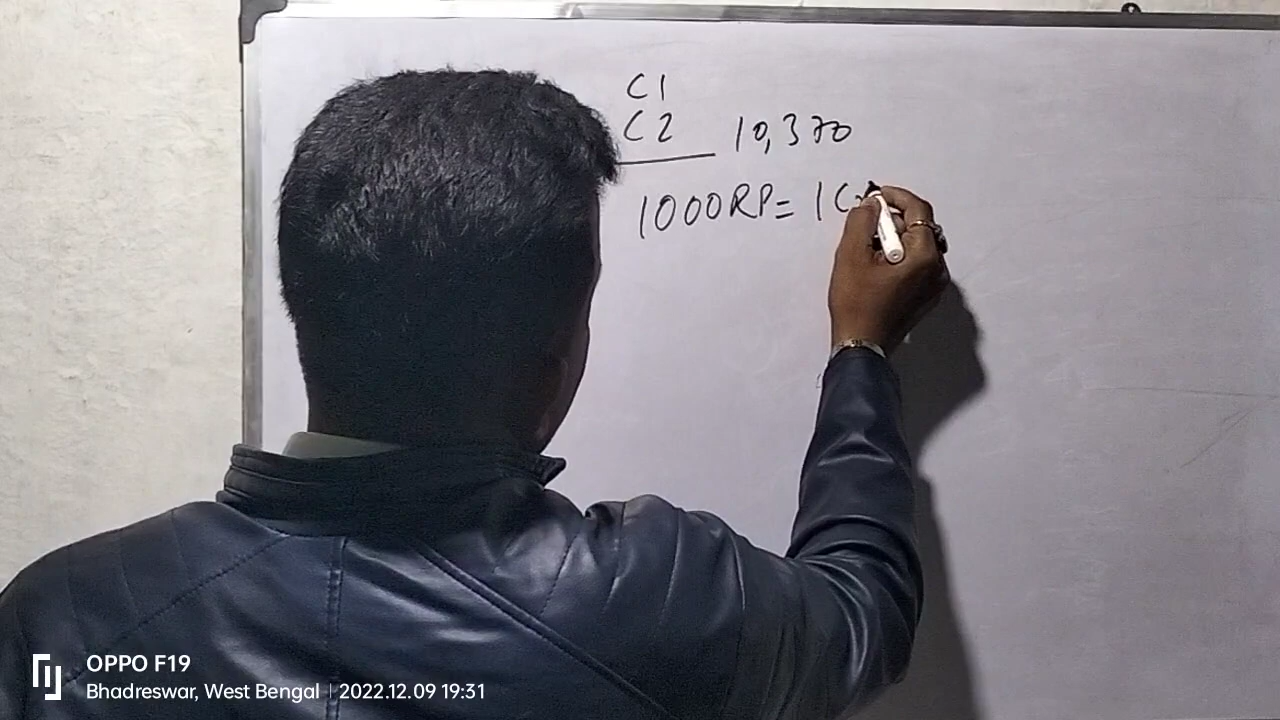 C1
C2 10,370
1000RP= 1
OPPO F19
Bhadreswar, West Bengal | 2022.12.09 19:31